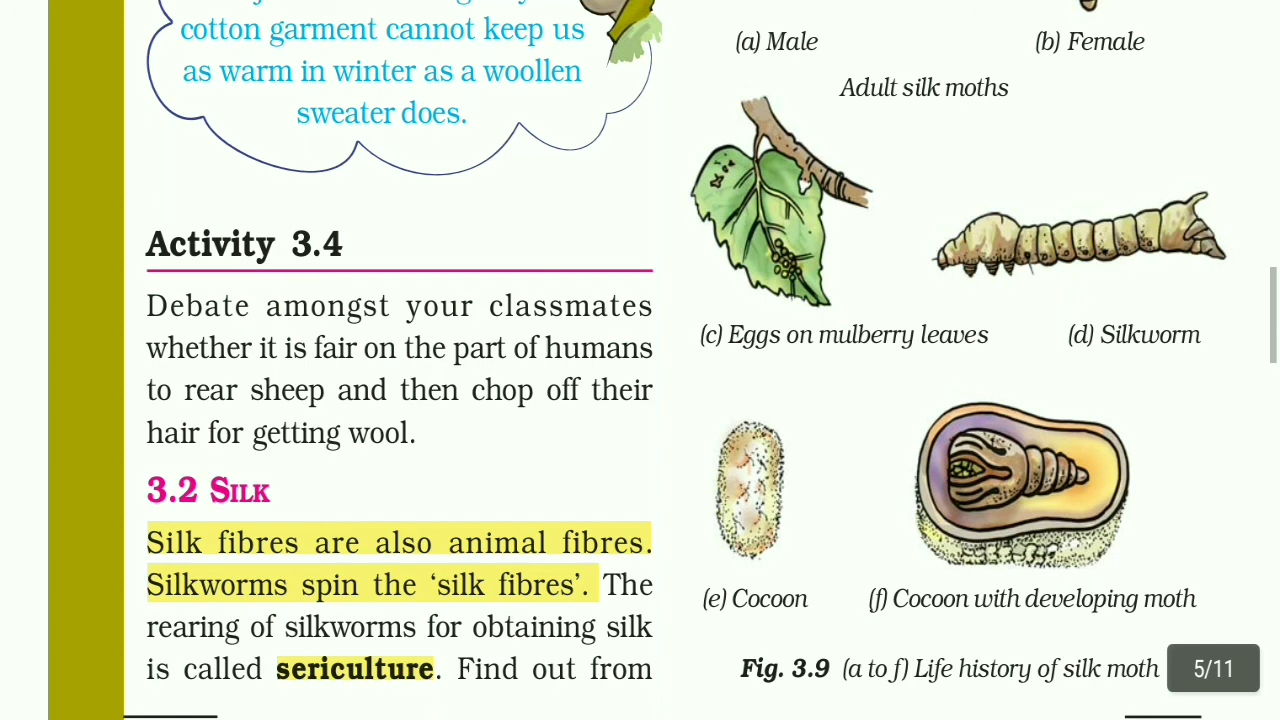 cotton garment cannot keep us
as warm in winter as a woollen
sweater does.
Activity 3.4
Debate amongst your classmates
whether it is fair on the part of humans
to rear sheep and then chop off their
hair for getting wool.
3.2 SILK
Silk fibres are also animal fibres.
Silkworms spin the ‘silk fibres’. The
rearing of silkworms for obtaining silk
is called sericulture. Find out from
(a) Male
(b) Female
Adult silk moths
(c) Eggs on mulberry leaves
(d) Silkworm
(e) Cocoon
(f) Cocoon with developing moth
Fig. 3.9 (a to f) Life history of silk moth
5/11